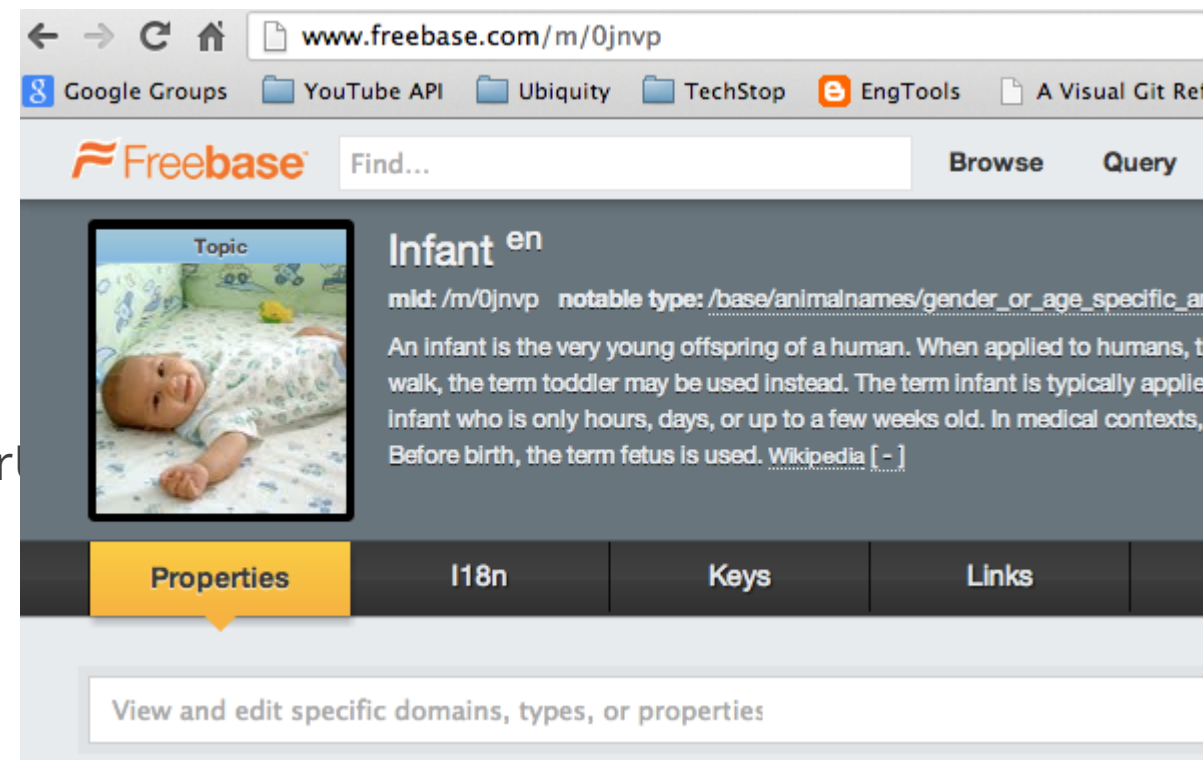 www.freebase.com/m/0jnvp
Google Groups YouTube API Ubiquity TechStop EngTools A Visual Git Ref
Freebase Find... Browse Query
Topic
Infant en
mid: /m/0jnvp notable type: /base/animalnames/gender_or_age_specific_a
An infant is the very young offspring of a human. When applied to humans, t
walk, the term toddler may be used instead. The term infant is typically applie
infant who is only hours, days, or up to a few weeks old. In medical contexts,
Before birth, the term fetus is used. Wikipedia [ - ]
Properties I18n Keys Links
View and edit specific domains, types, or properties